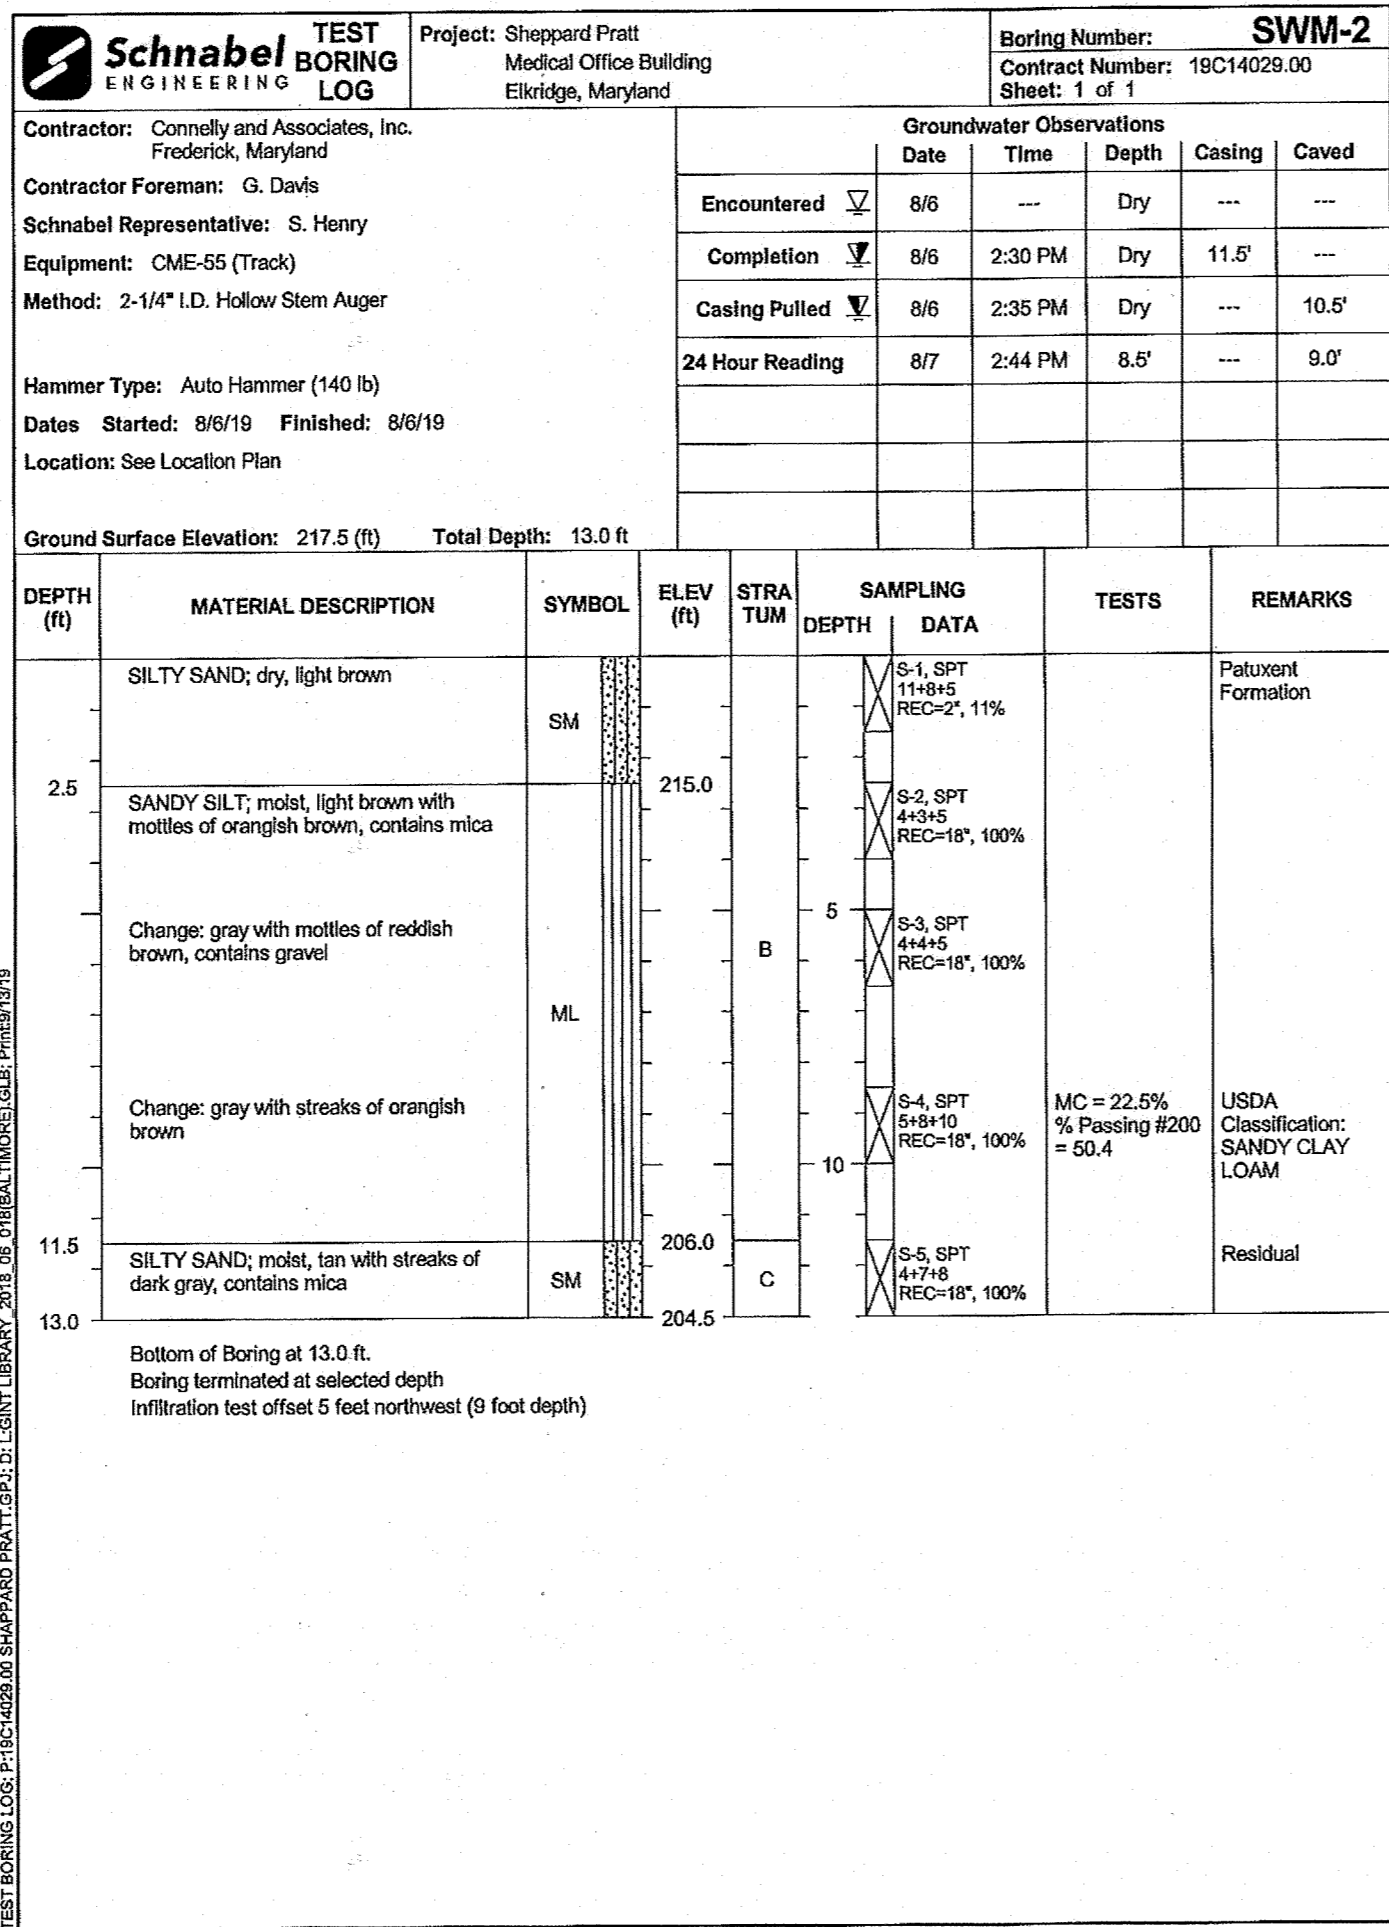 Schnabel
ENGINEERING
TEST
BORING
LOG
Project: Sheppard Pratt
Medical Office Building
Elkridge, Maryland
Boring Number: SWM-2
Contract Number: 19C14029.00
Sheet: 1 of 1
Contractor: Connelly and Associates, Inc.
Frederick, Maryland
Contractor Foreman: G. Davis
Schnabel Representative: S. Henry
Equipment: CME-55 (Track)
Method: 2-1/4" I.D. Hollow Stem Auger
Hammer Type: Auto Hammer (140 lb)
Dates Started: 8/6/19 Finished: 8/6/19
Location: See Location Plan
Ground Surface Elevation: 217.5 (ft) Total Depth: 13.0 ft
Groundwater Observations
Date Time Depth Casing Caved
Encountered 8/6 --- Dry --- ---
Completion 8/6 2:30 PM Dry 11.5' ---
Casing Pulled 8/6 2:35 PM Dry --- 10.5'
24 Hour Reading 8/7 2:44 PM 8.5' --- 9.0'
DEPTH
(ft)
MATERIAL DESCRIPTION
SYMBOL
ELEV
(ft)
STRA
TUM
SAMPLING
DEPTH DATA
TESTS
REMARKS
SILTY SAND; dry, light brown
SM
S-1, SPT
11+8+5
REC=2", 11%
Patuxent
Formation
2.5
215.0
SANDY SILT; moist, light brown with
mottles of orangish brown, contains mica
S-2, SPT
4+3+5
REC=18", 100%
Change: gray with mottles of reddish
brown, contains gravel
ML
B
5
S-3, SPT
4+4+5
REC=18", 100%
Change: gray with streaks of orangish
brown
10
S-4, SPT
5+8+10
REC=18", 100%
MC = 22.5%
% Passing #200
= 50.4
USDA
Classification:
SANDY CLAY
LOAM
11.5
206.0
SILTY SAND; moist, tan with streaks of
dark gray, contains mica
SM
C
S-5, SPT
4+7+8
REC=18", 100%
Residual
13.0
204.5
Bottom of Boring at 13.0 ft.
Boring terminated at selected depth
Infiltration test offset 5 feet northwest (9 foot depth)
TEST BORING LOG; P:19C14029.00 SHAPPARD PRATT.GPJ; D: L:GINT LIBRARY_2018_06_018(BALTIMORE).GLB; Print:9/13/19